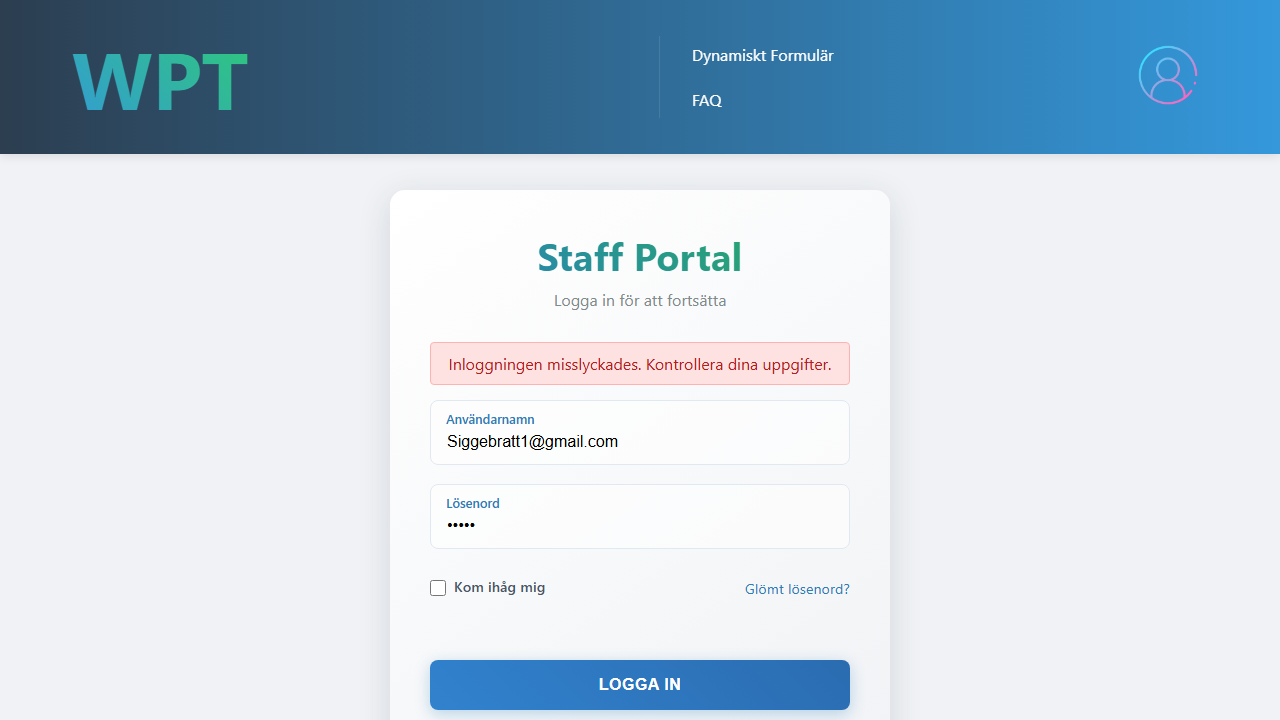 WPT
Dynamiskt Formulär
FAQ
Staff Portal
Logga in för att fortsätta
Inloggningen misslyckades. Kontrollera dina uppgifter.
Användarnamn
Siggebratt1@gmail.com
Lösenord
•••••
Kom ihåg mig
Glömt lösenord?
LOGGA IN